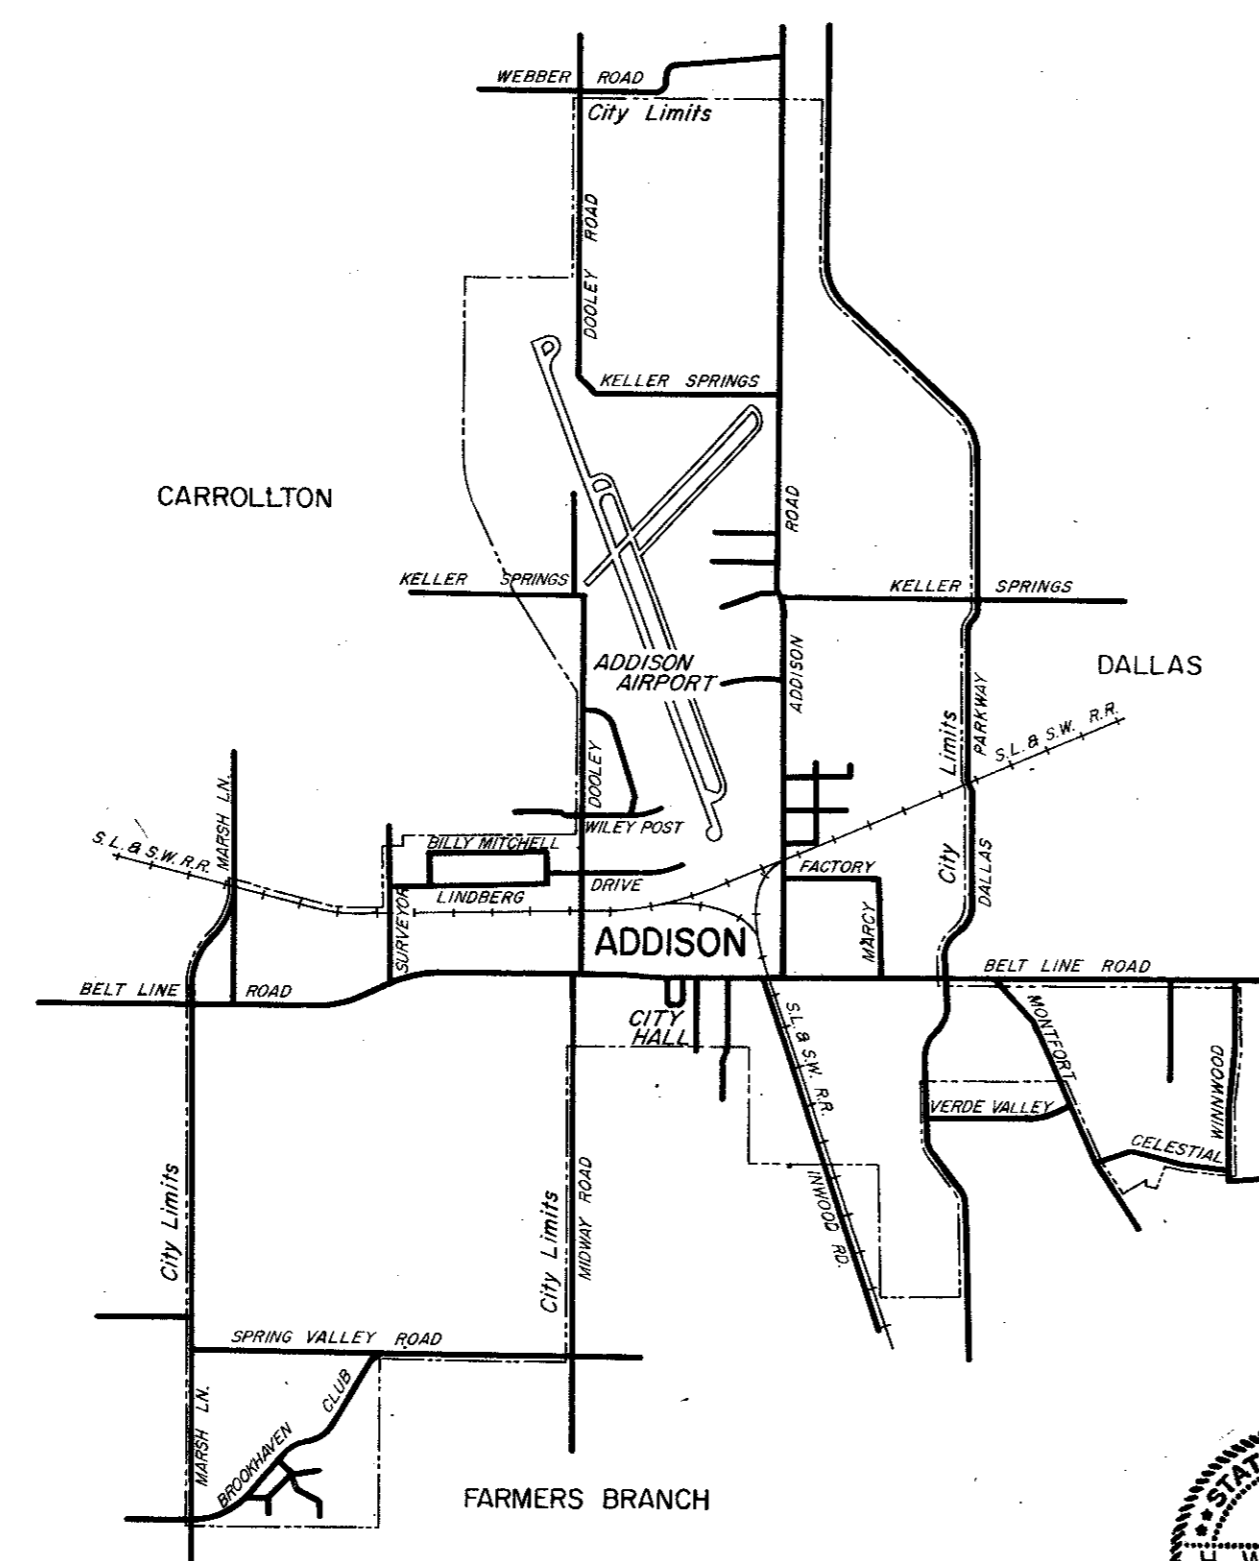 WEBBER ROAD
City Limits
DOOLEY ROAD
KELLER SPRINGS
CARROLLTON
ROAD
KELLER SPRINGS
KELLER SPRINGS
ADDISON
AIRPORT
ADDISON
DALLAS
PARKWAY
City Limits
S.L. & S.W. R.R.
DOOLEY
MARSH LN.
S.L. & S.W. R.R.
WILEY POST
BILLY MITCHELL
DRIVE
LINDBERG
SURVEYOR
FACTORY
MARCY
DALLAS
ADDISON
BELT LINE ROAD
BELT LINE ROAD
CITY
HALL
S.L. & S.W. R.R.
MONTFORT
WINNWOOD
VERDE VALLEY
CELESTIAL
City Limits
City Limits
MIDWAY ROAD
INWOOD RD.
SPRING VALLEY ROAD
MARSH LN.
BROOKHAVEN CLUB
FARMERS BRANCH
STAT